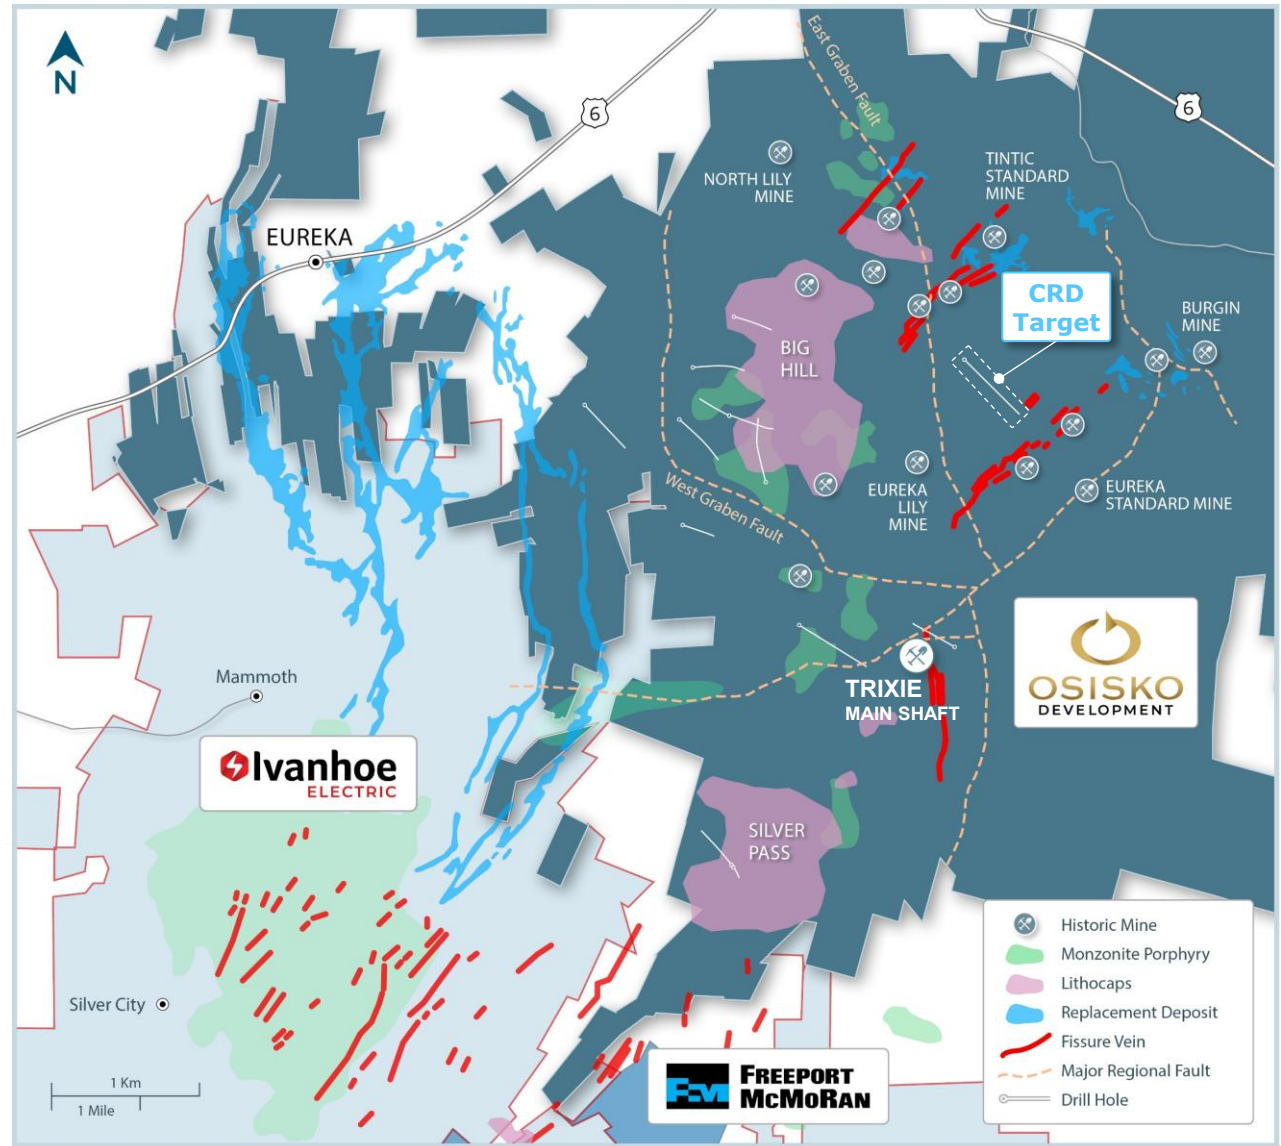 N
6
6
East Graben Fault
NORTH LILY
MINE
TINTIC
STANDARD
MINE
EUREKA
CRD
Target
BURGIN
MINE
BIG
HILL
EUREKA
LILY
MINE
EUREKA
STANDARD MINE
West Graben Fault
Mammoth
TRIXIE
MAIN SHAFT
OSISKO
DEVELOPMENT
Ivanhoe
ELECTRIC
SILVER
PASS
Silver City
1 Km
1 Mile
FM
FREEPORT
McMoRAN
Historic Mine
Monzonite Porphyry
Lithocaps
Replacement Deposit
Fissure Vein
Major Regional Fault
Drill Hole